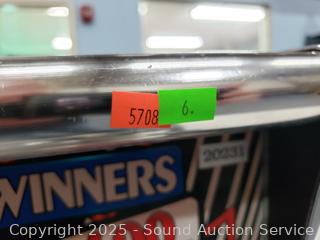 5708 6.
20231
WINNERS
Copyright 2025 - Sound Auction Service